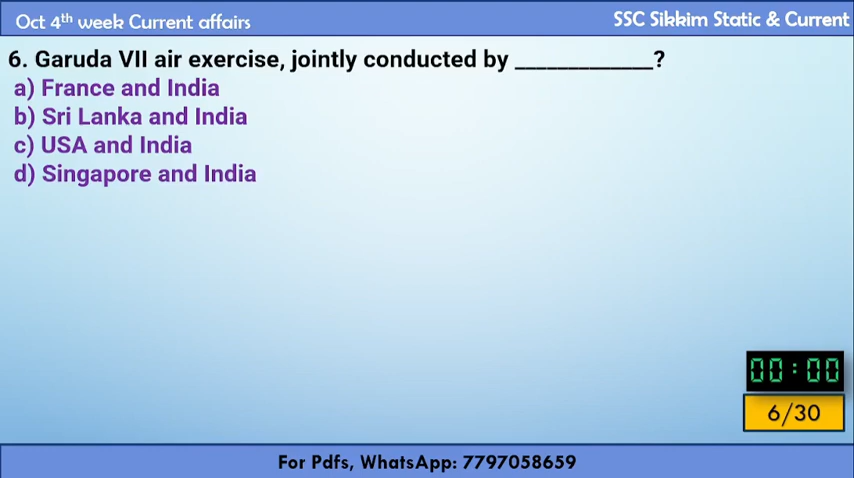 Oct 4th week Current affairs
SSC Sikkim Static & Current
6. Garuda VII air exercise, jointly conducted by _____________?
a) France and India
b) Sri Lanka and India
c) USA and India
d) Singapore and India
00:00
6/30
For Pdfs, WhatsApp: 7797058659